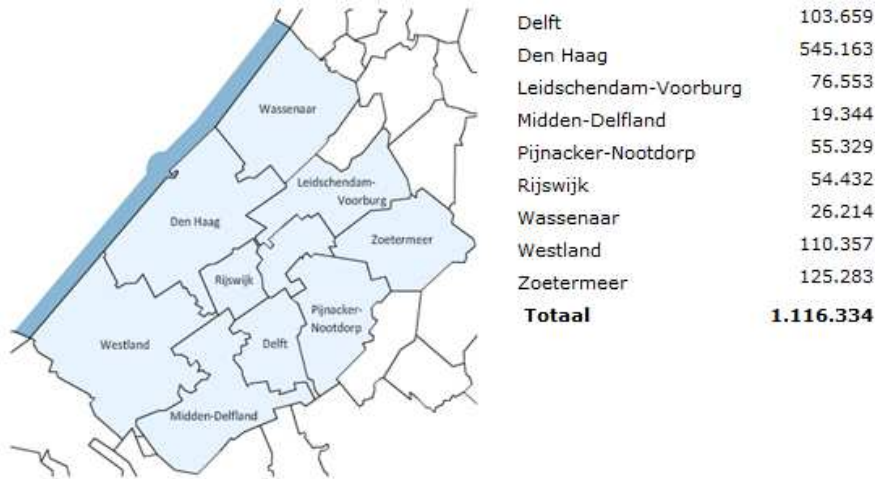 Wassenaar
Leidschendam-
Voorburg
Den Haag
Zoetermeer
Rijswijk
Pijnacker-
Nootdorp
Westland
Delft
Midden-Delfland
Delft 103.659
Den Haag 545.163
Leidschendam-Voorburg 76.553
Midden-Delfland 19.344
Pijnacker-Nootdorp 55.329
Rijswijk 54.432
Wassenaar 26.214
Westland 110.357
Zoetermeer 125.283
Totaal 1.116.334